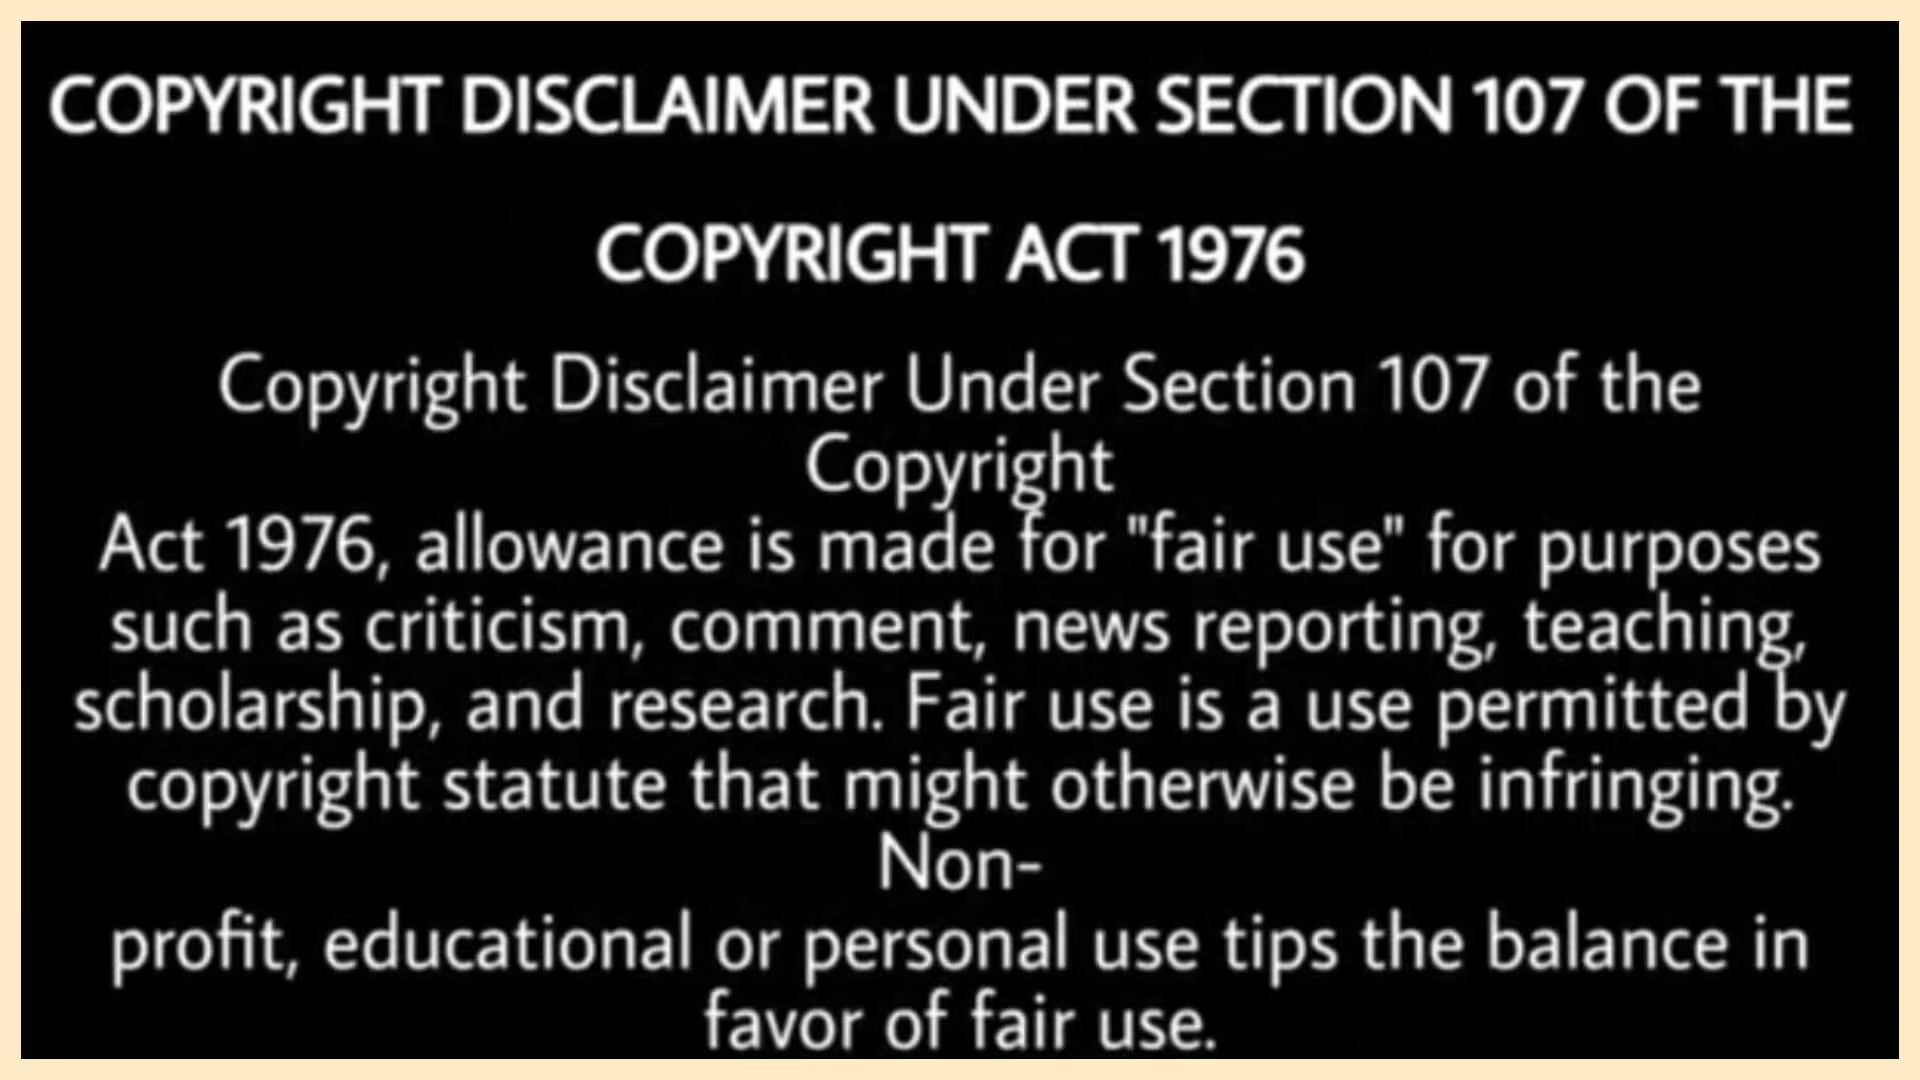 COPYRIGHT DISCLAIMER UNDER SECTION 107 OF THE
COPYRIGHT ACT 1976
Copyright Disclaimer Under Section 107 of the
Copyright
Act 1976, allowance is made for "fair use" for purposes
such as criticism, comment, news reporting, teaching,
scholarship, and research. Fair use is a use permitted by
copyright statute that might otherwise be infringing.
Non-
profit, educational or personal use tips the balance in
favor of fair use.